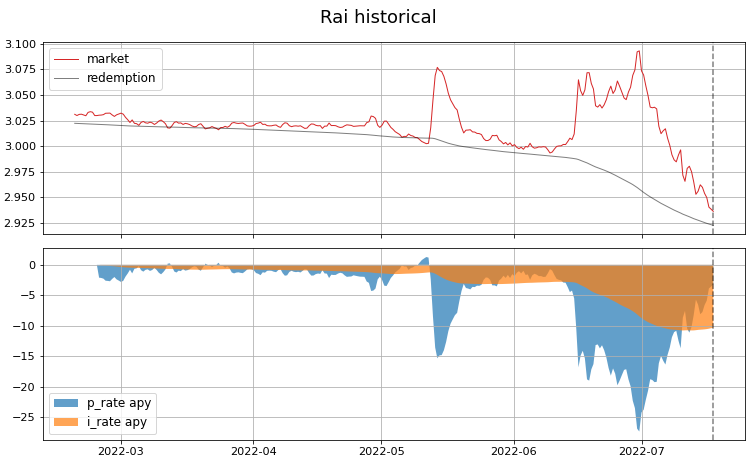 Rai historical
3.100
3.075
3.050
3.025
3.000
2.975
2.950
2.925
market
redemption
0
−5
−10
−15
−20
−25
p_rate apy
i_rate apy
2022-03 2022-04 2022-05 2022-06 2022-07